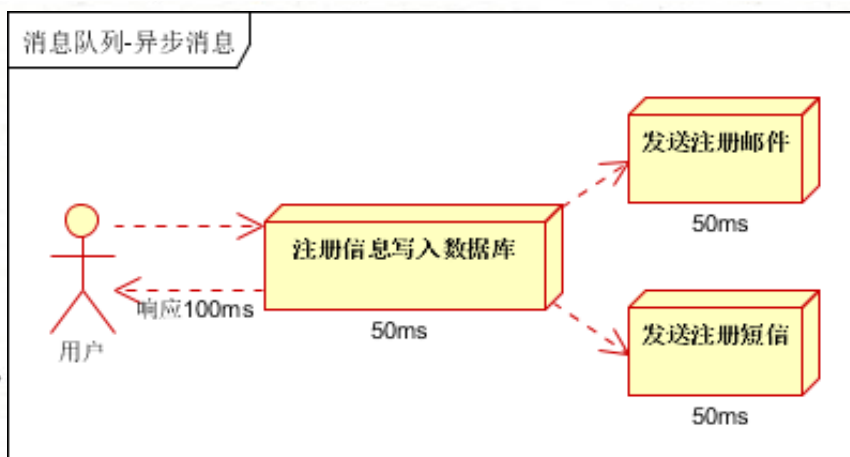 消息队列-异步消息
发送注册邮件
50ms
注册信息写入数据库
响应100ms
50ms
用户
发送注册短信
50ms